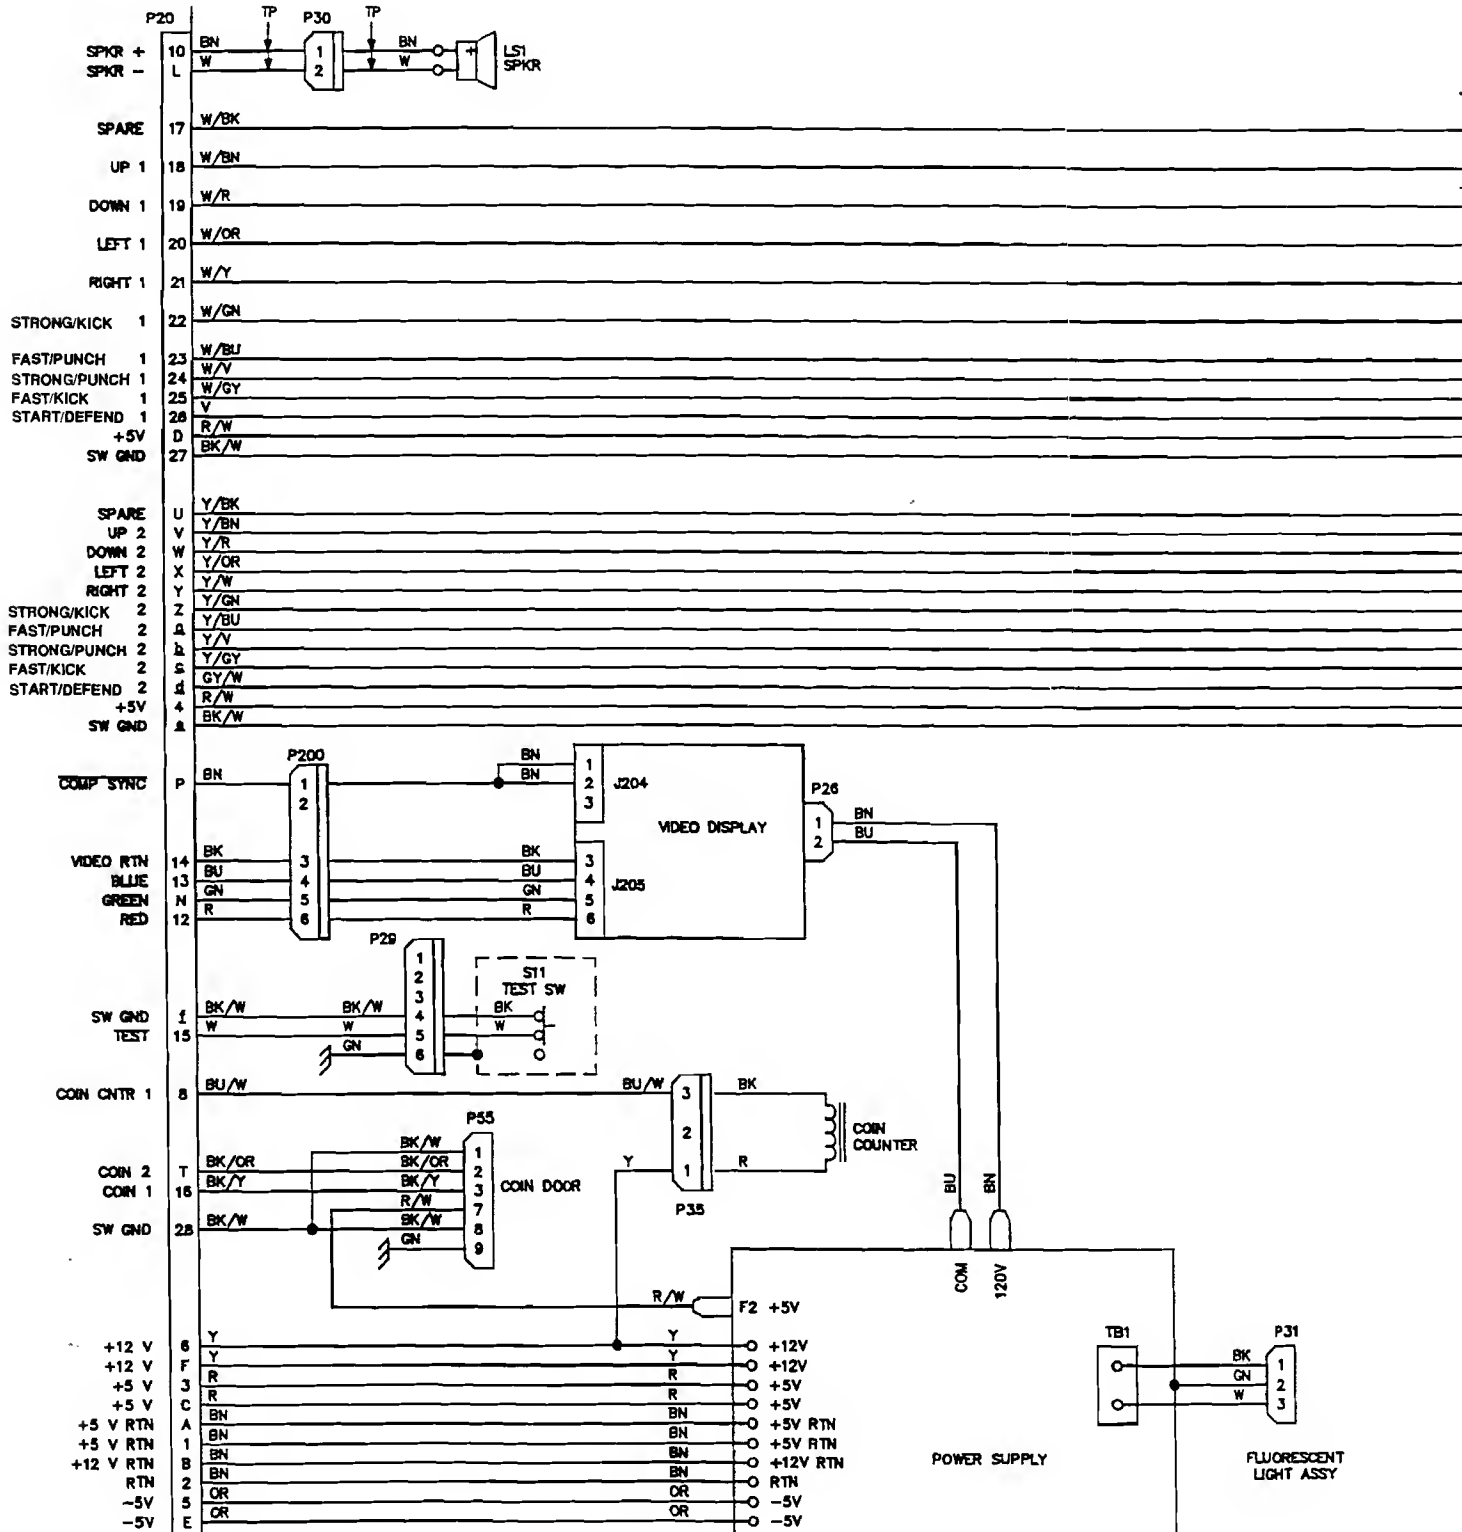 P20 TP P30 TP
SPKR + 10 BN 1 BN + LS1
SPKR - L W 2 W SPKR
SPARE 17 W/BK
UP 1 18 W/BN
DOWN 1 19 W/R
LEFT 1 20 W/OR
RIGHT 1 21 W/Y
STRONG/KICK 1 22 W/GN
FAST/PUNCH 1 23 W/BU
STRONG/PUNCH 1 24 W/V
FAST/KICK 1 25 W/GY
START/DEFEND 1 26 V
+5V D R/W
SW GND 27 BK/W
SPARE U Y/BK
UP 2 V Y/BN
DOWN 2 W Y/R
LEFT 2 X Y/OR
RIGHT 2 Y Y/W
STRONG/KICK 2 Z Y/GN
FAST/PUNCH 2 a Y/BU
STRONG/PUNCH 2 b Y/V
FAST/KICK 2 c Y/GY
START/DEFEND 2 d GY/W
+5V 4 R/W
SW GND e BK/W
P200
BN 1
COMP SYNC P BN 1 BN 2 J204
2 3 P26
VIDEO DISPLAY 1 BN
2 BU
VIDEO RTN 14 BK 3 BK 3
BLUE 13 BU 4 BU 4 J205
GREEN N GN 5 GN 5
RED 12 R 6 R 6
P29
1
2 S11
3 TEST SW
SW GND f BK/W BK/W 4 BK
TEST 15 W W 5 W
GN 6
COIN CNTR 1 8 BU/W BU/W 3 BK
P55 2 COIN
COUNTER
BK/W 1
COIN 2 T BK/OR BK/OR 2 Y 1 R
COIN 1 16 BK/Y BK/Y 3 COIN DOOR
R/W 7 P35 BU BN
SW GND 28 BK/W BK/W 8
GN 9
COM 120V
R/W F2 +5V
TB1 P31
+12 V 6 Y Y +12V
+12 V F Y Y +12V BK 1
+5 V 3 R R +5V GN 2
+5 V C R R +5V W 3
+5 V RTN A BN BN +5V RTN
+5 V RTN 1 BN BN +5V RTN
+12 V RTN B BN BN +12V RTN POWER SUPPLY FLUORESCENT
LIGHT ASSY
RTN 2 BN BN RTN
-5V 5 OR OR -5V
-5V E OR OR -5V